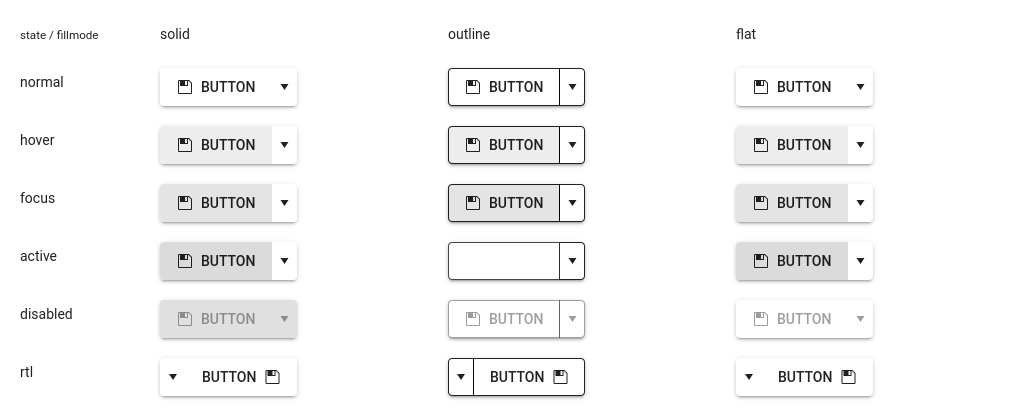 state / fillmode solid outline flat
normal BUTTON BUTTON BUTTON
hover BUTTON BUTTON BUTTON
focus BUTTON BUTTON BUTTON
active BUTTON BUTTON
disabled BUTTON BUTTON BUTTON
rtl BUTTON BUTTON BUTTON